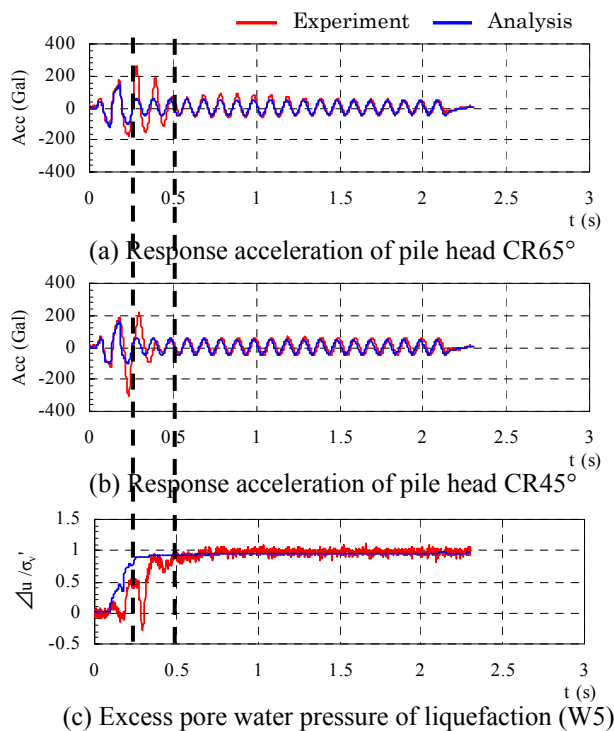 Experiment Analysis
400
200
0
-200
-400
Acc (Gal)
0 0.5 1 1.5 2 2.5 3
t (s)
(a) Response acceleration of pile head CR65°
400
200
0
-200
-400
Acc (Gal)
0 0.5 1 1.5 2 2.5 3
t (s)
(b) Response acceleration of pile head CR45°
1.5
1
0.5
0
-0.5
⊿u/σv'
0 0.5 1 1.5 2 2.5 3
t (s)
(c) Excess pore water pressure of liquefaction (W5)